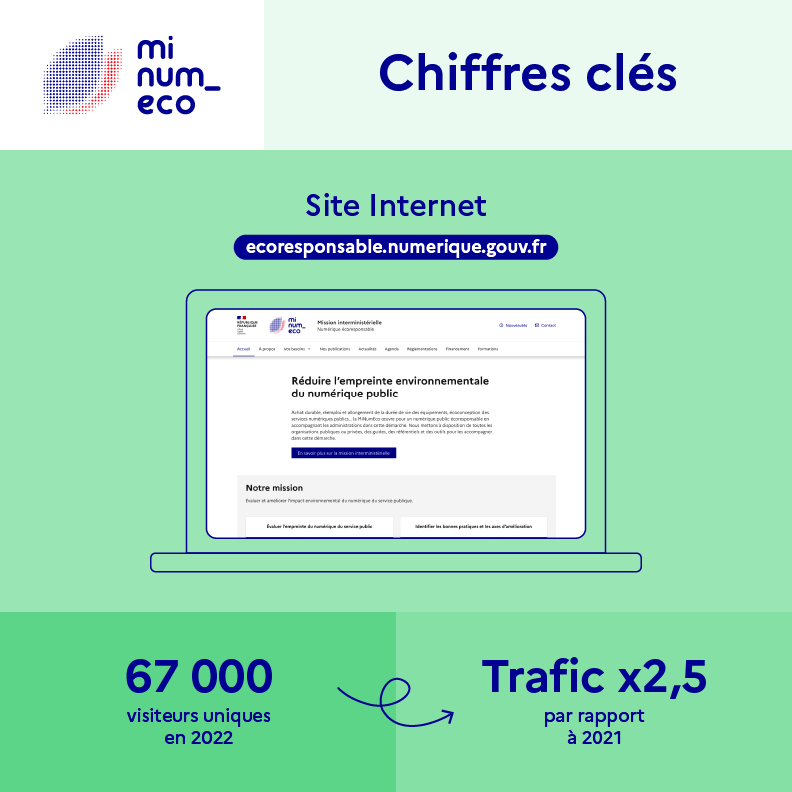 mi
num_
eco
Chiffres clés
Site Internet
ecoresponsable.numerique.gouv.fr
RÉPUBLIQUE
FRANÇAISE
mi
num_
eco
Mission interministérielle
Numérique écoresponsable
Nouveautés
Contact
Accueil À propos Vos besoins Nos publications Actualités Agenda Règlementations Financement Formations
Réduire l'empreinte environnementale
du numérique public
Achat durable, réemploi et allongement de la durée de vie des équipements, écoconception des
services numériques publics... la MiNumEco œuvre pour un numérique public écoresponsable en
accompagnant les administrations dans cette démarche. Nous mettons à disposition de toutes les
organisations publiques ou privées, des guides, des référentiels et des outils pour les accompagner
dans cette démarche.
En savoir plus sur la mission interministérielle
Notre mission
Évaluer et améliorer l'impact environnemental du numérique du service publique.
Évaluer l'empreinte du numérique du service public
Identifier les bonnes pratiques et les axes d'amélioration
67 000
visiteurs uniques
en 2022
Trafic x2,5
par rapport
à 2021